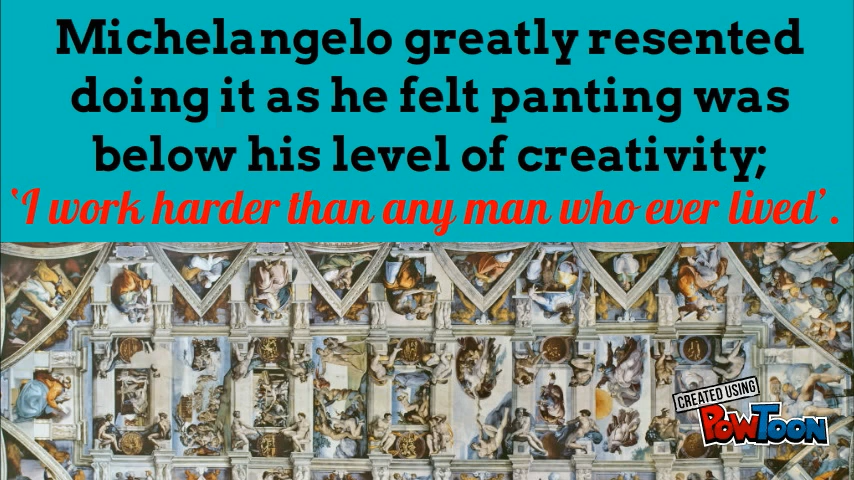 Michelangelo greatly resented
doing it as he felt panting was
below his level of creativity;
‘I work harder than any man who ever lived’.
CREATED USING
POWTOON